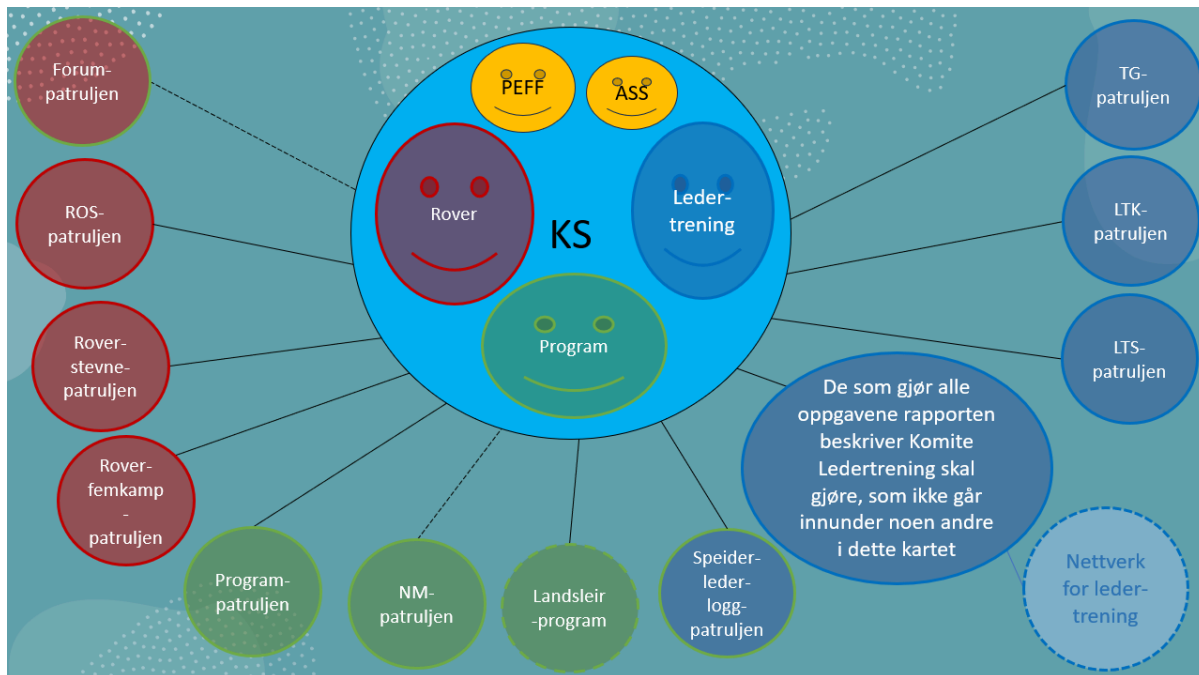 Forum-
patruljen
ROS-
patruljen
Rover-
stevne-
patruljen
Rover-
femkamp
-
patruljen
PEFF
ASS
Rover
Leder-
trening
KS
Program
TG-
patruljen
LTK-
patruljen
LTS-
patruljen
De som gjør alle
oppgavene rapporten
beskriver Komite
Ledertrening skal
gjøre, som ikke går
innunder noen andre
i dette kartet
Program-
patruljen
NM-
patruljen
Landsleir
-program
Speider-
leder-
logg-
patruljen
Nettverk
for leder-
trening